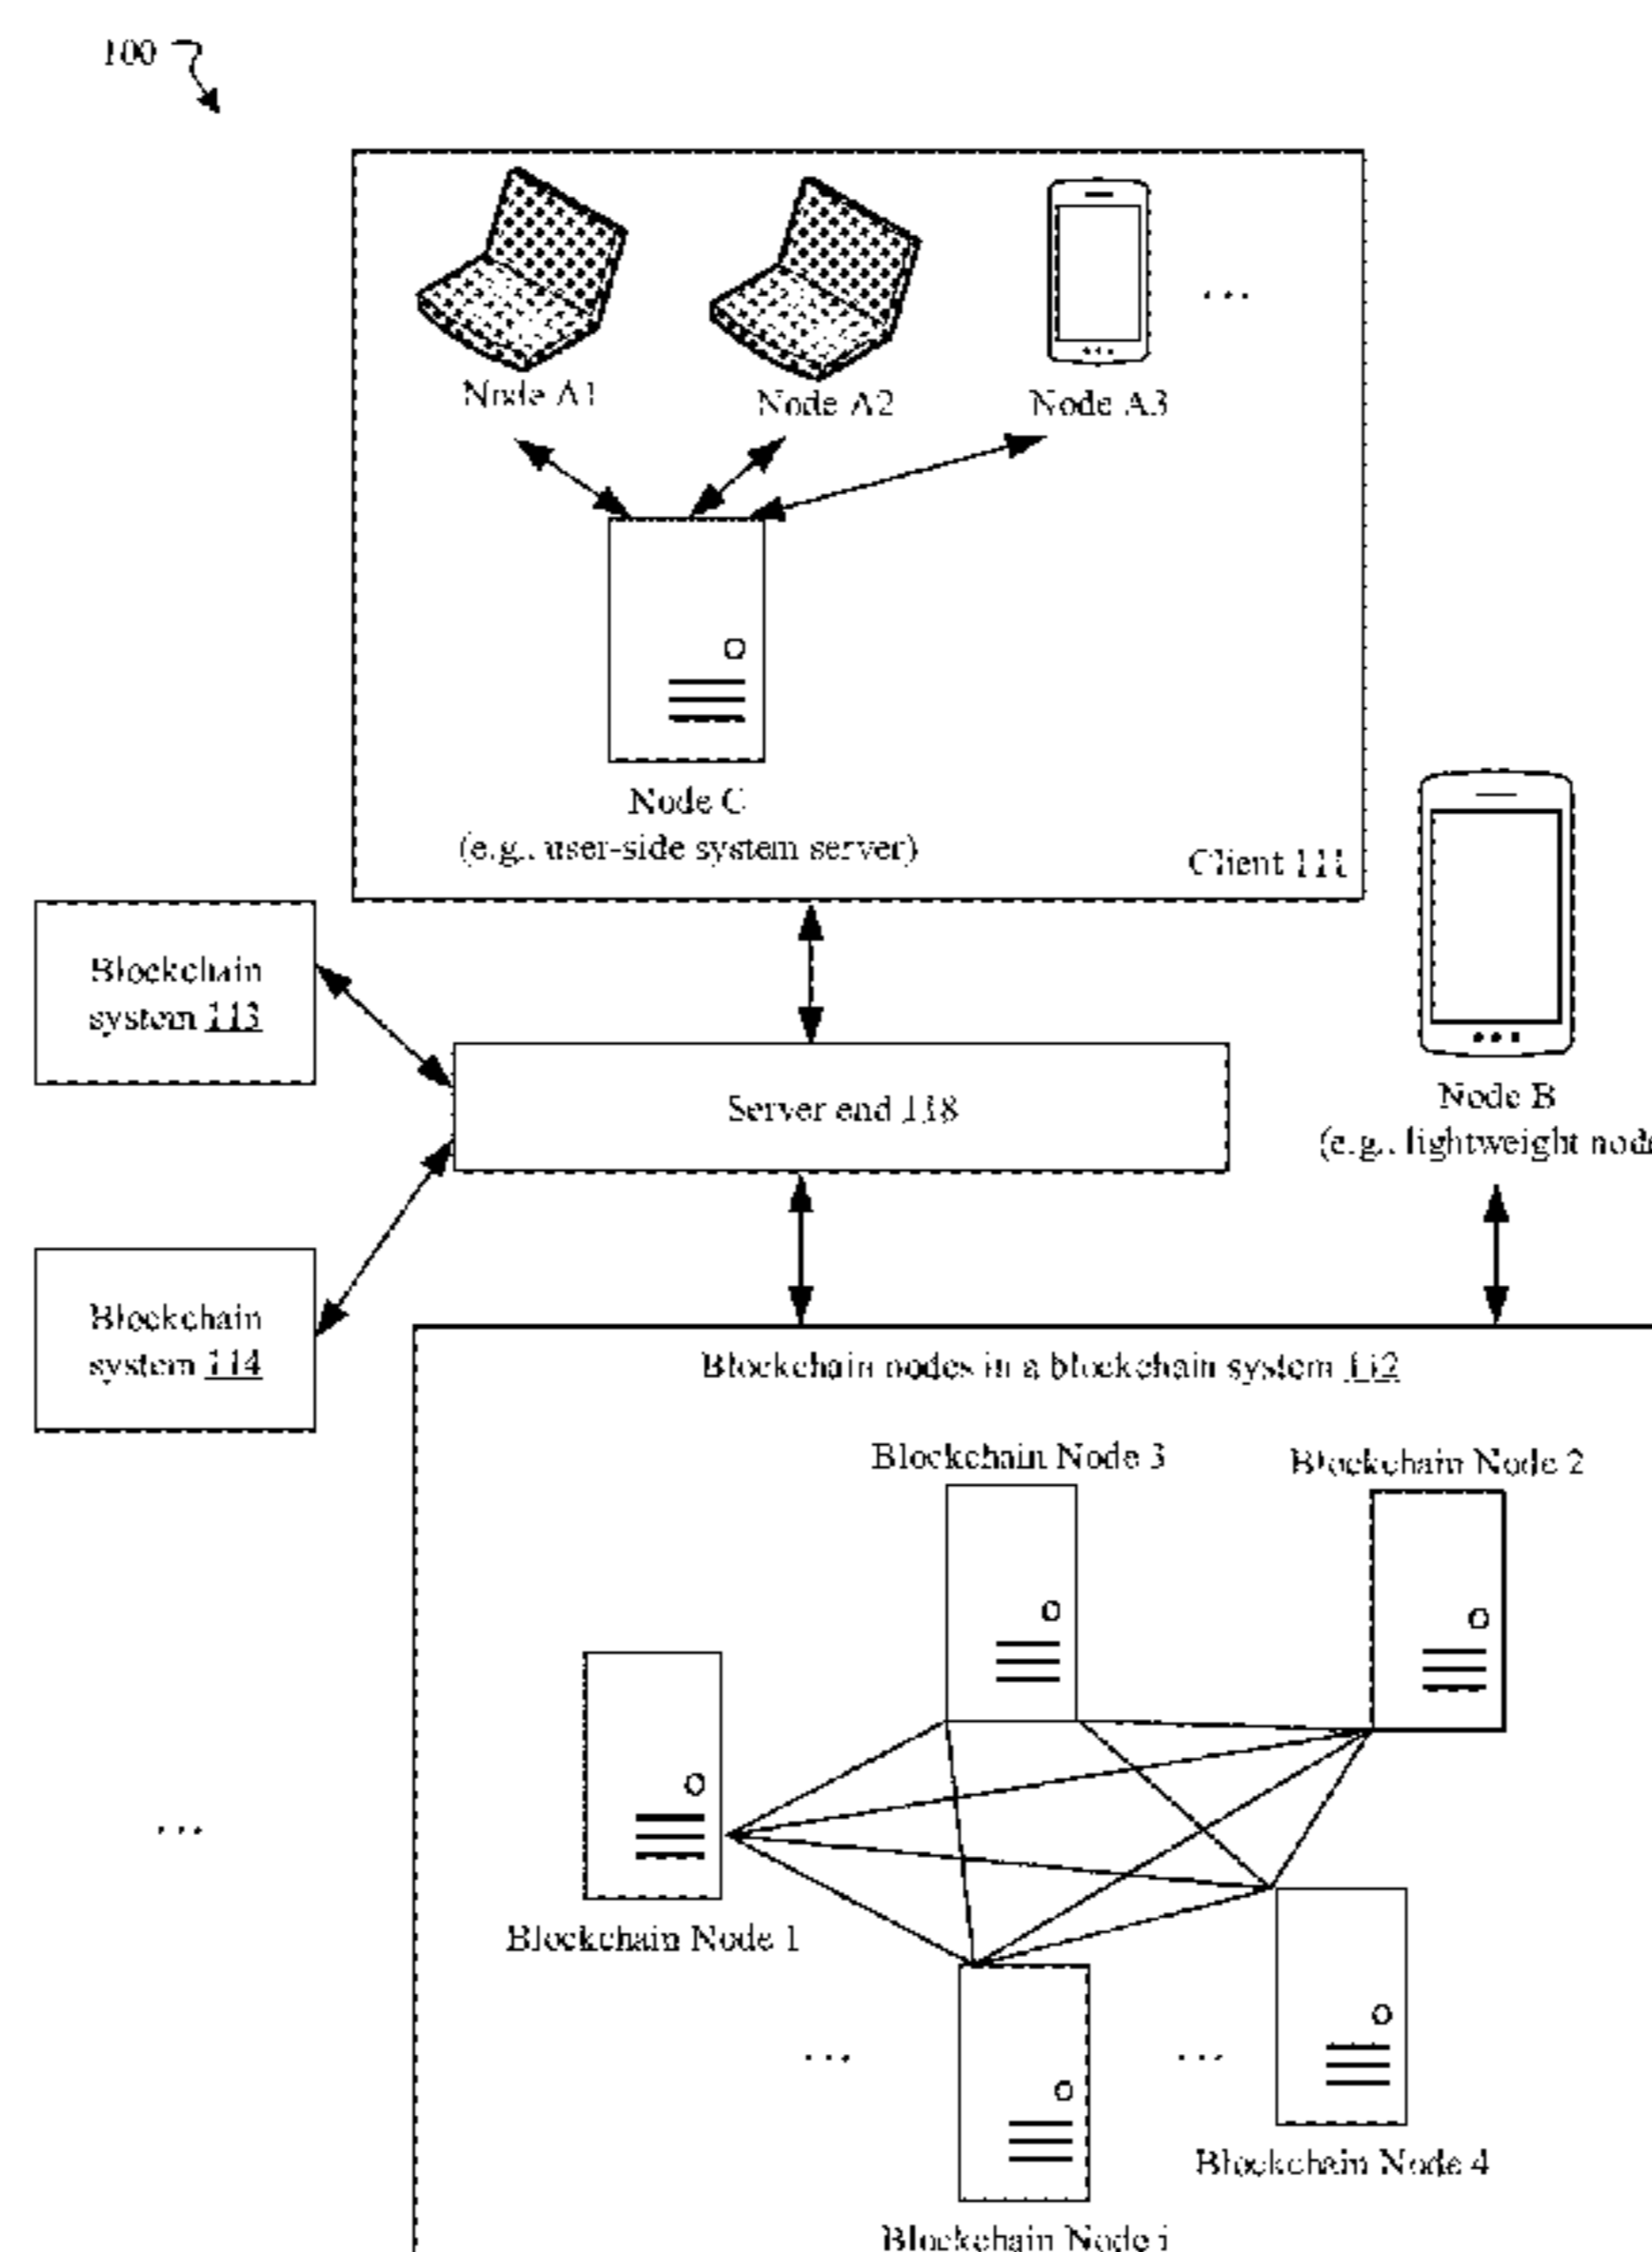 100
...
Node A1
Node A2
Node A3
Node C
(e.g., user-side system server)
Client 111
Blockchain
system 113
Server end 118
Node B
(e.g., lightweight node
Blockchain
system 114
Blockchain nodes in a blockchain system 112
Blockchain Node 3
Blockchain Node 2
...
Blockchain Node 1
...
...
Blockchain Node 4
Blockchain Node i